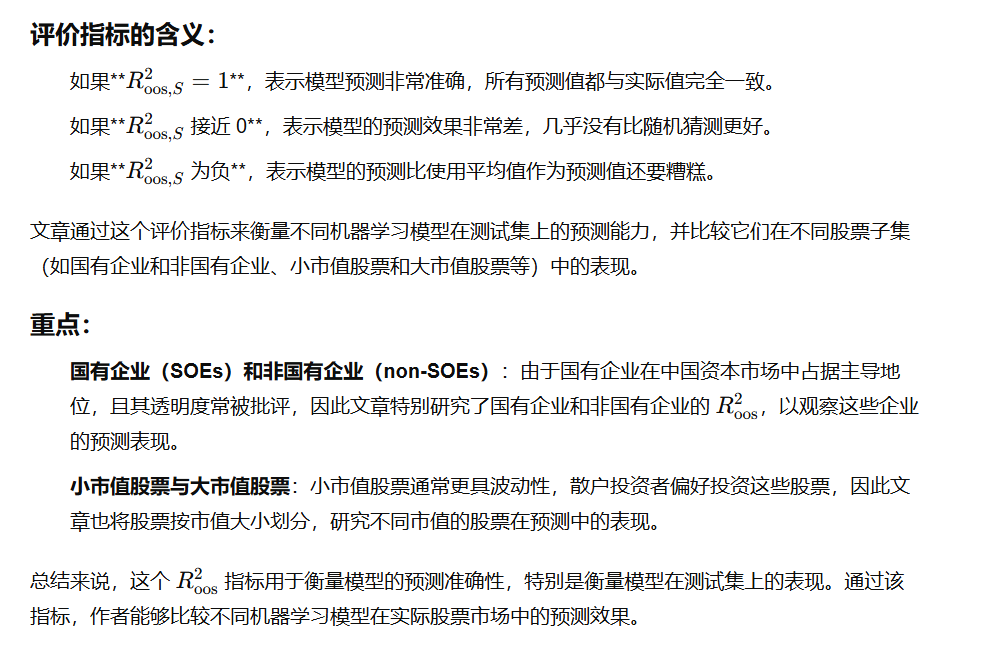 评价指标的含义：
如果**$R^2_{\text{oos},S} = 1$**，表示模型预测非常准确，所有预测值都与实际值完全一致。
如果**$R^2_{\text{oos},S}$ 接近 0**，表示模型的预测效果非常差，几乎没有比随机猜测更好。
如果**$R^2_{\text{oos},S}$ 为负**，表示模型的预测比使用平均值作为预测值还要糟糕。
文章通过这个评价指标来衡量不同机器学习模型在测试集上的预测能力，并比较它们在不同股票子集
（如国有企业和非国有企业、小市值股票和大市值股票等）中的表现。
重点：
国有企业（SOEs）和非国有企业（non-SOEs）：由于国有企业在中国资本市场中占据主导地
位，且其透明度常被批评，因此文章特别研究了国有企业和非国有企业的 $R^2_{\text{oos}}$，以观察这些企业
的预测表现。
小市值股票与大市值股票：小市值股票通常更具波动性，散户投资者偏好投资这些股票，因此文
章也将股票按市值大小划分，研究不同市值的股票在预测中的表现。
总结来说，这个 $R^2_{\text{oos}}$ 指标用于衡量模型的预测准确性，特别是衡量模型在测试集上的表现。通过该
指标，作者能够比较不同机器学习模型在实际股票市场中的预测效果。